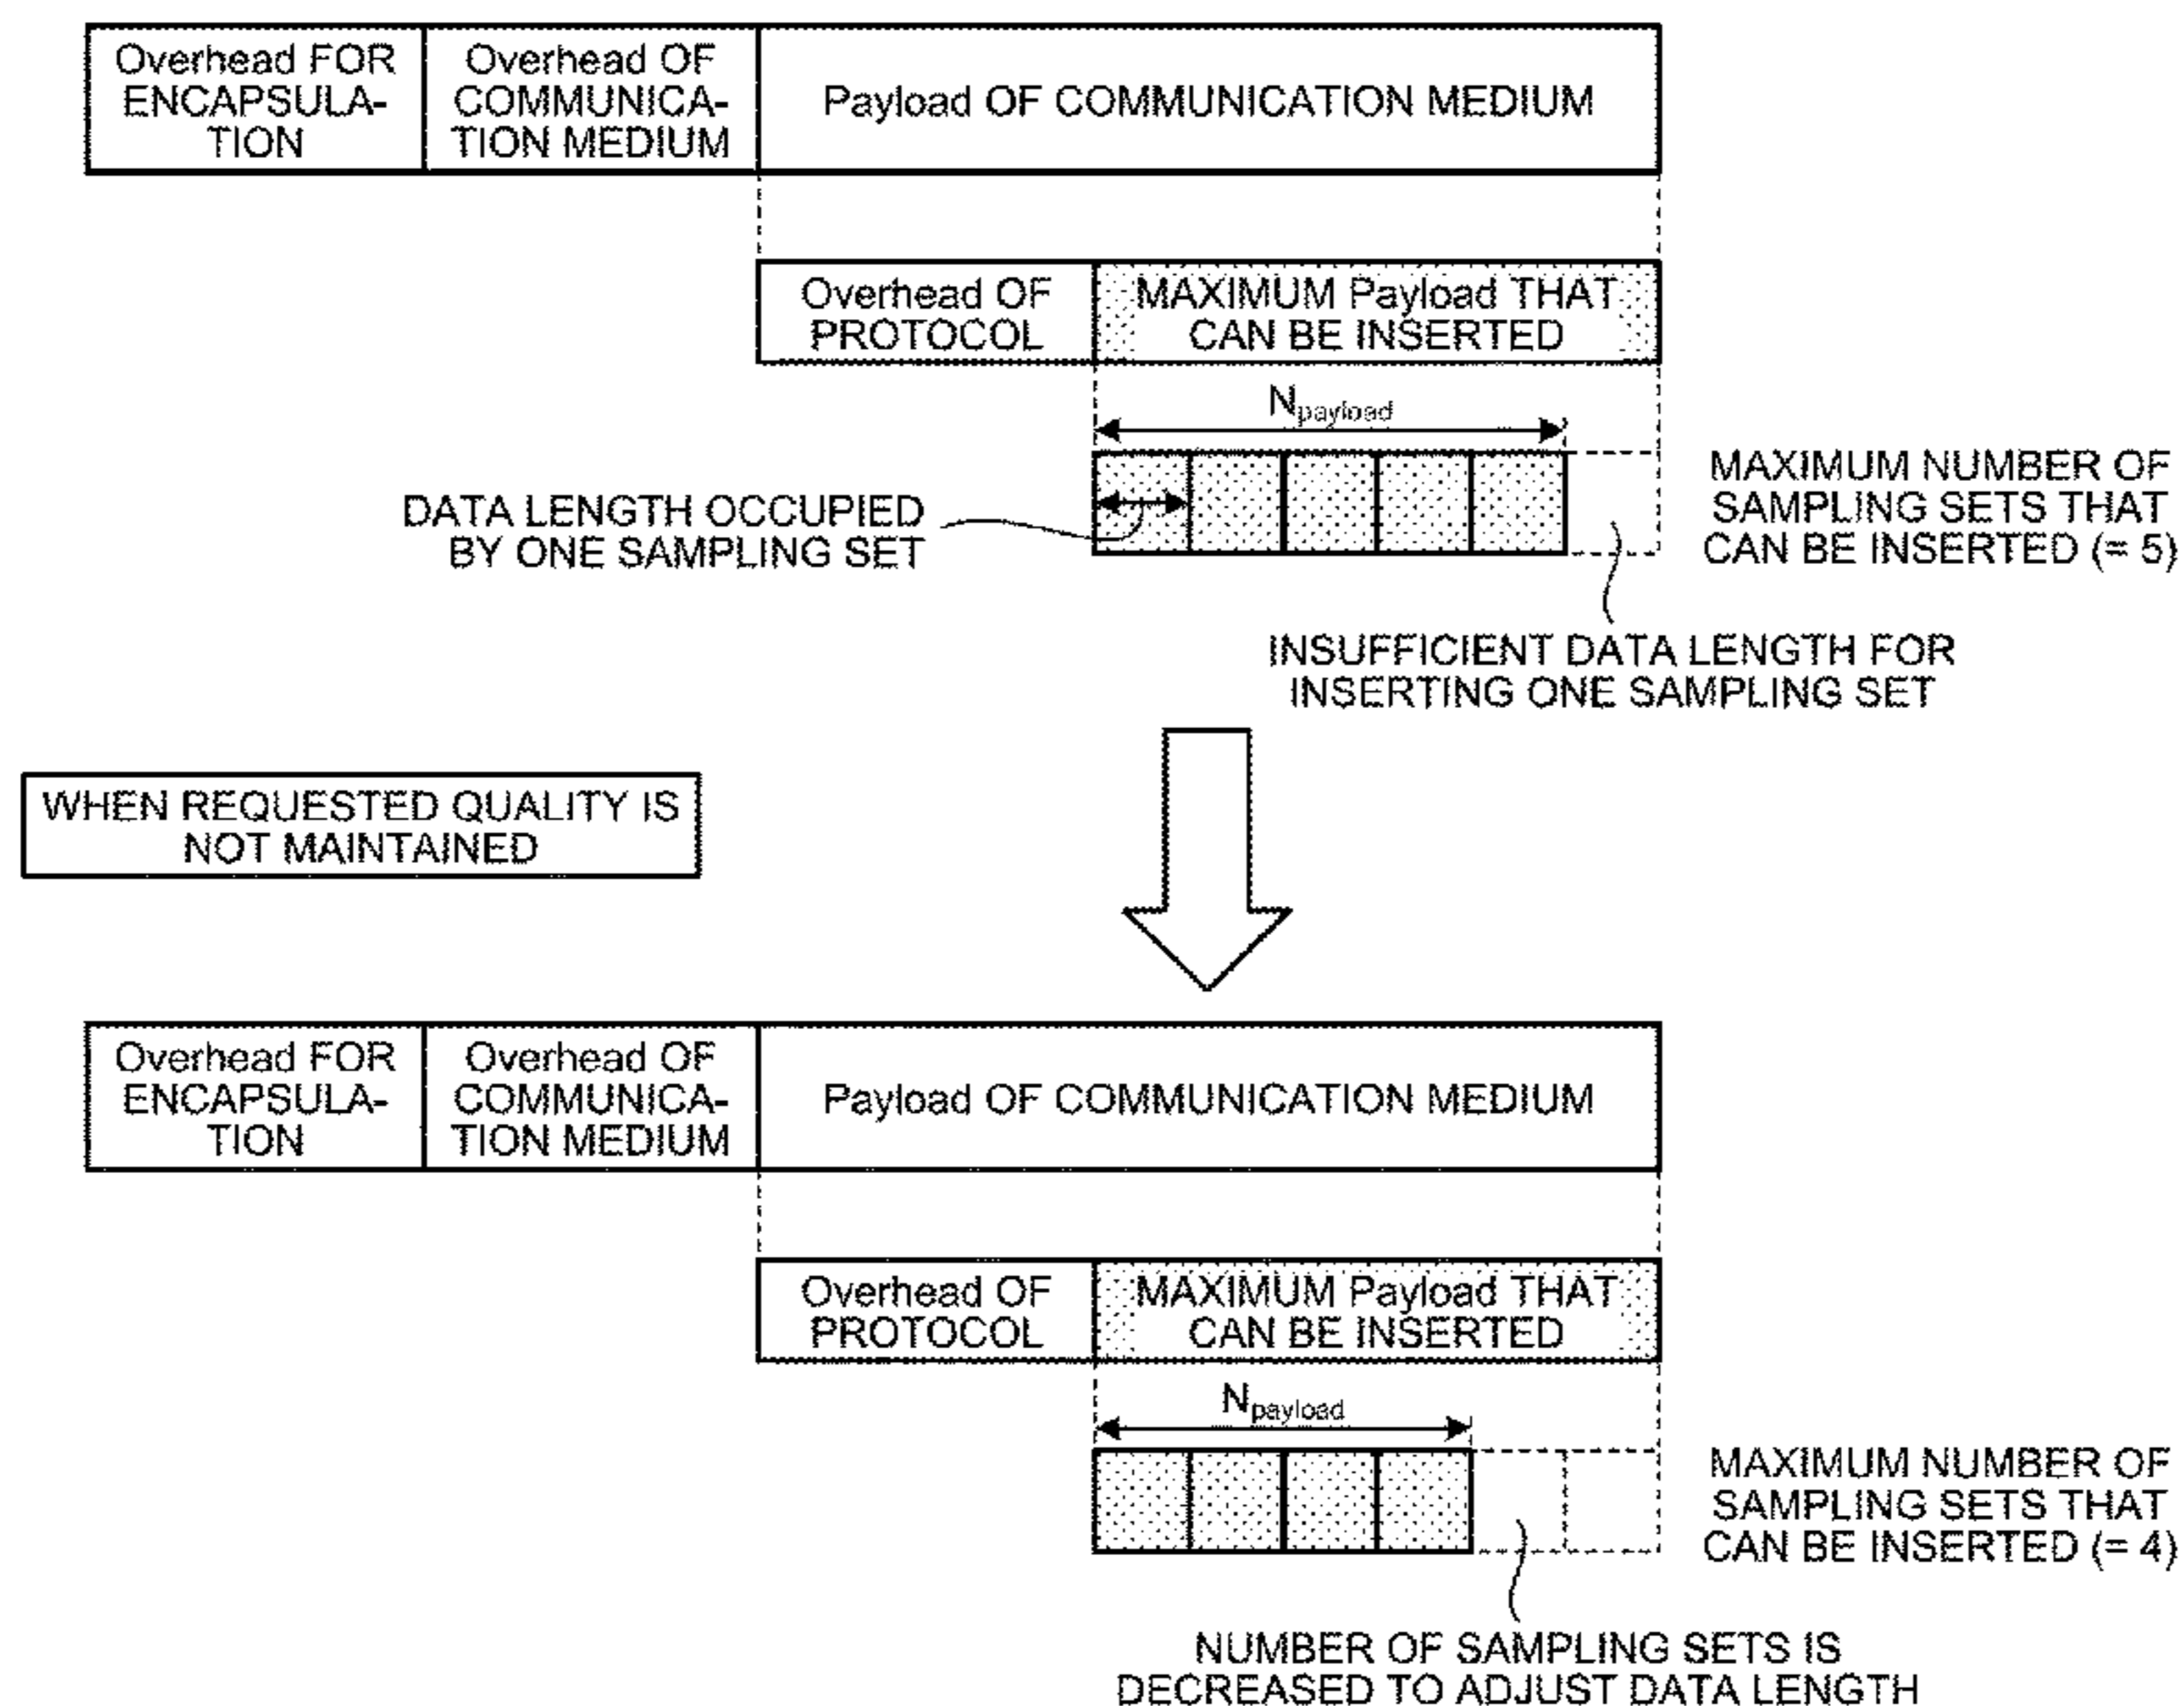 Overhead FOR
ENCAPSULA-
TION
Overhead OF
COMMUNICA-
TION MEDIUM
Payload OF COMMUNICATION MEDIUM
Overhead OF
PROTOCOL
MAXIMUM Payload THAT
CAN BE INSERTED
Npayload
DATA LENGTH OCCUPIED
BY ONE SAMPLING SET
MAXIMUM NUMBER OF
SAMPLING SETS THAT
CAN BE INSERTED (= 5)
INSUFFICIENT DATA LENGTH FOR
INSERTING ONE SAMPLING SET
WHEN REQUESTED QUALITY IS
NOT MAINTAINED
Overhead FOR
ENCAPSULA-
TION
Overhead OF
COMMUNICA-
TION MEDIUM
Payload OF COMMUNICATION MEDIUM
Overhead OF
PROTOCOL
MAXIMUM Payload THAT
CAN BE INSERTED
Npayload
MAXIMUM NUMBER OF
SAMPLING SETS THAT
CAN BE INSERTED (= 4)
NUMBER OF SAMPLING SETS IS
DECREASED TO ADJUST DATA LENGTH